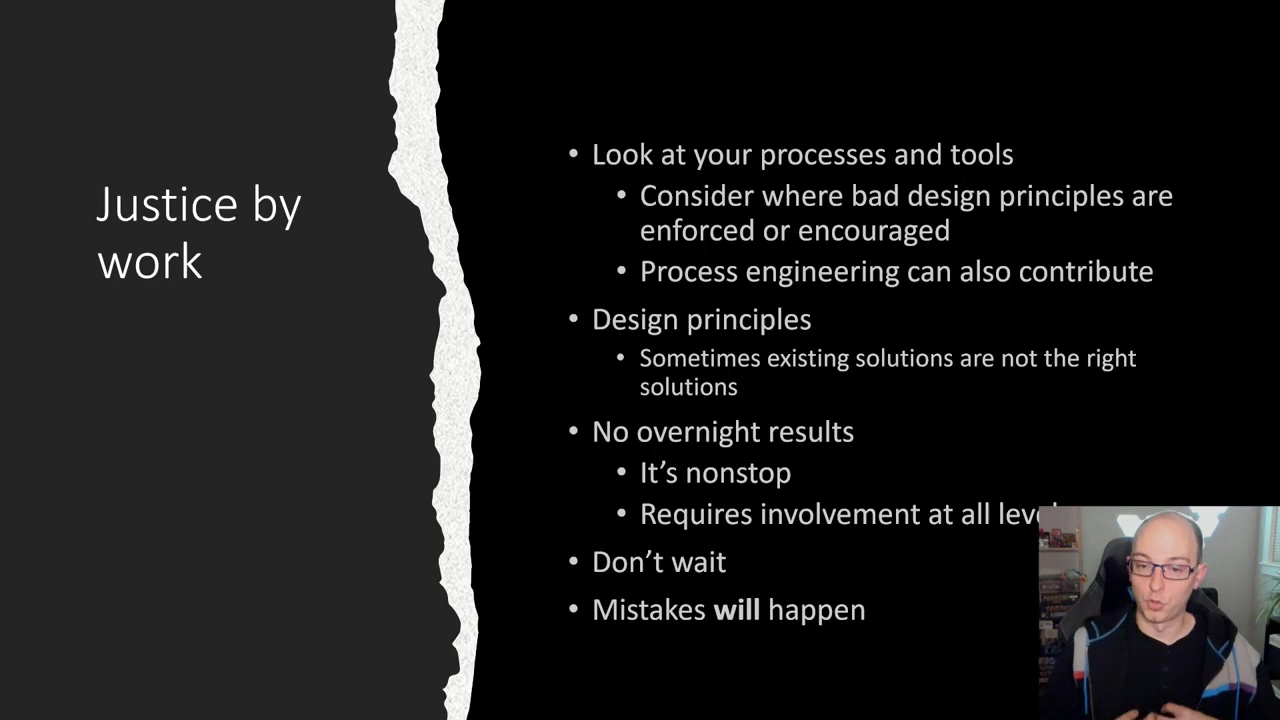 Justice by
work
• Look at your processes and tools
• Consider where bad design principles are
enforced or encouraged
• Process engineering can also contribute
• Design principles
• Sometimes existing solutions are not the right
solutions
• No overnight results
• It’s nonstop
• Requires involvement at all
• Don’t wait
• Mistakes will happen